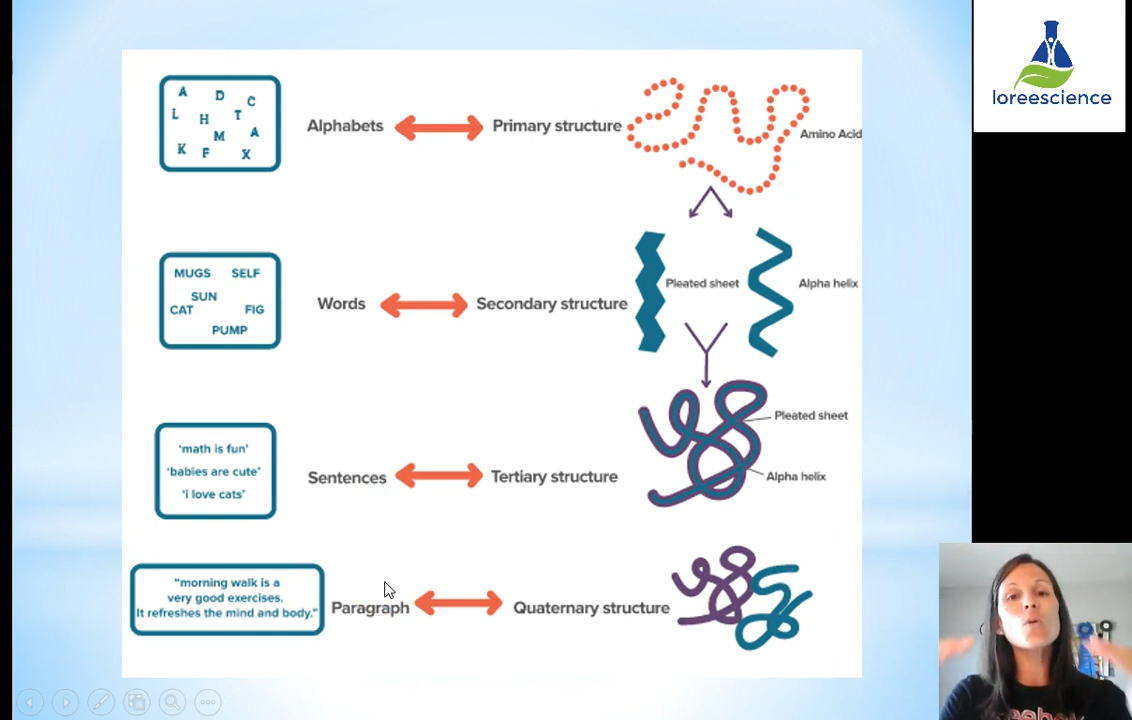 loreescience
A D C
L H T
M A
K F X
Alphabets
Primary structure
Amino Acid
MUGS SELF
SUN
CAT FIG
PUMP
Words
Secondary structure
Pleated sheet
Alpha helix
'math is fun'
'babies are cute'
'i love cats'
Sentences
Tertiary structure
Pleated sheet
Alpha helix
"morning walk is a
very good exercises.
It refreshes the mind and body."
Paragraph
Quaternary structure